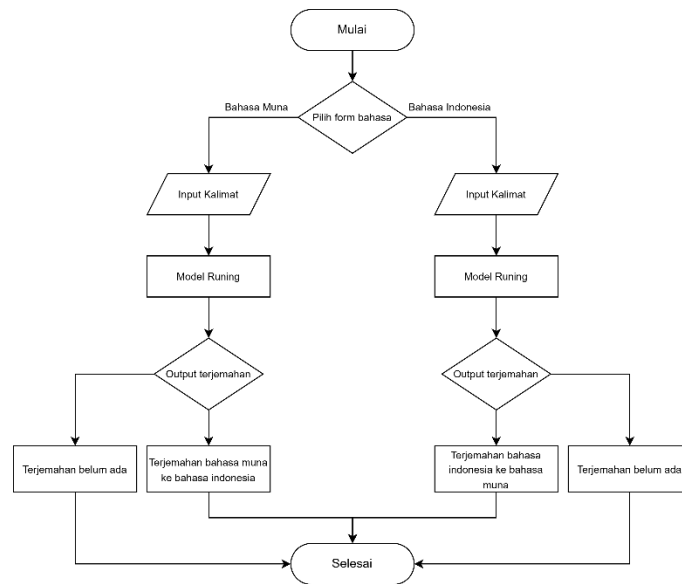 Mulai
Bahasa Muna
Bahasa Indonesia
Pilih form bahasa
Input Kalimat
Input Kalimat
Model Runing
Model Runing
Output terjemahan
Output terjemahan
Terjemahan belum ada
Terjemahan bahasa muna
ke bahasa indonesia
Terjemahan bahasa
indonesia ke bahasa
muna
Terjemahan belum ada
Selesai